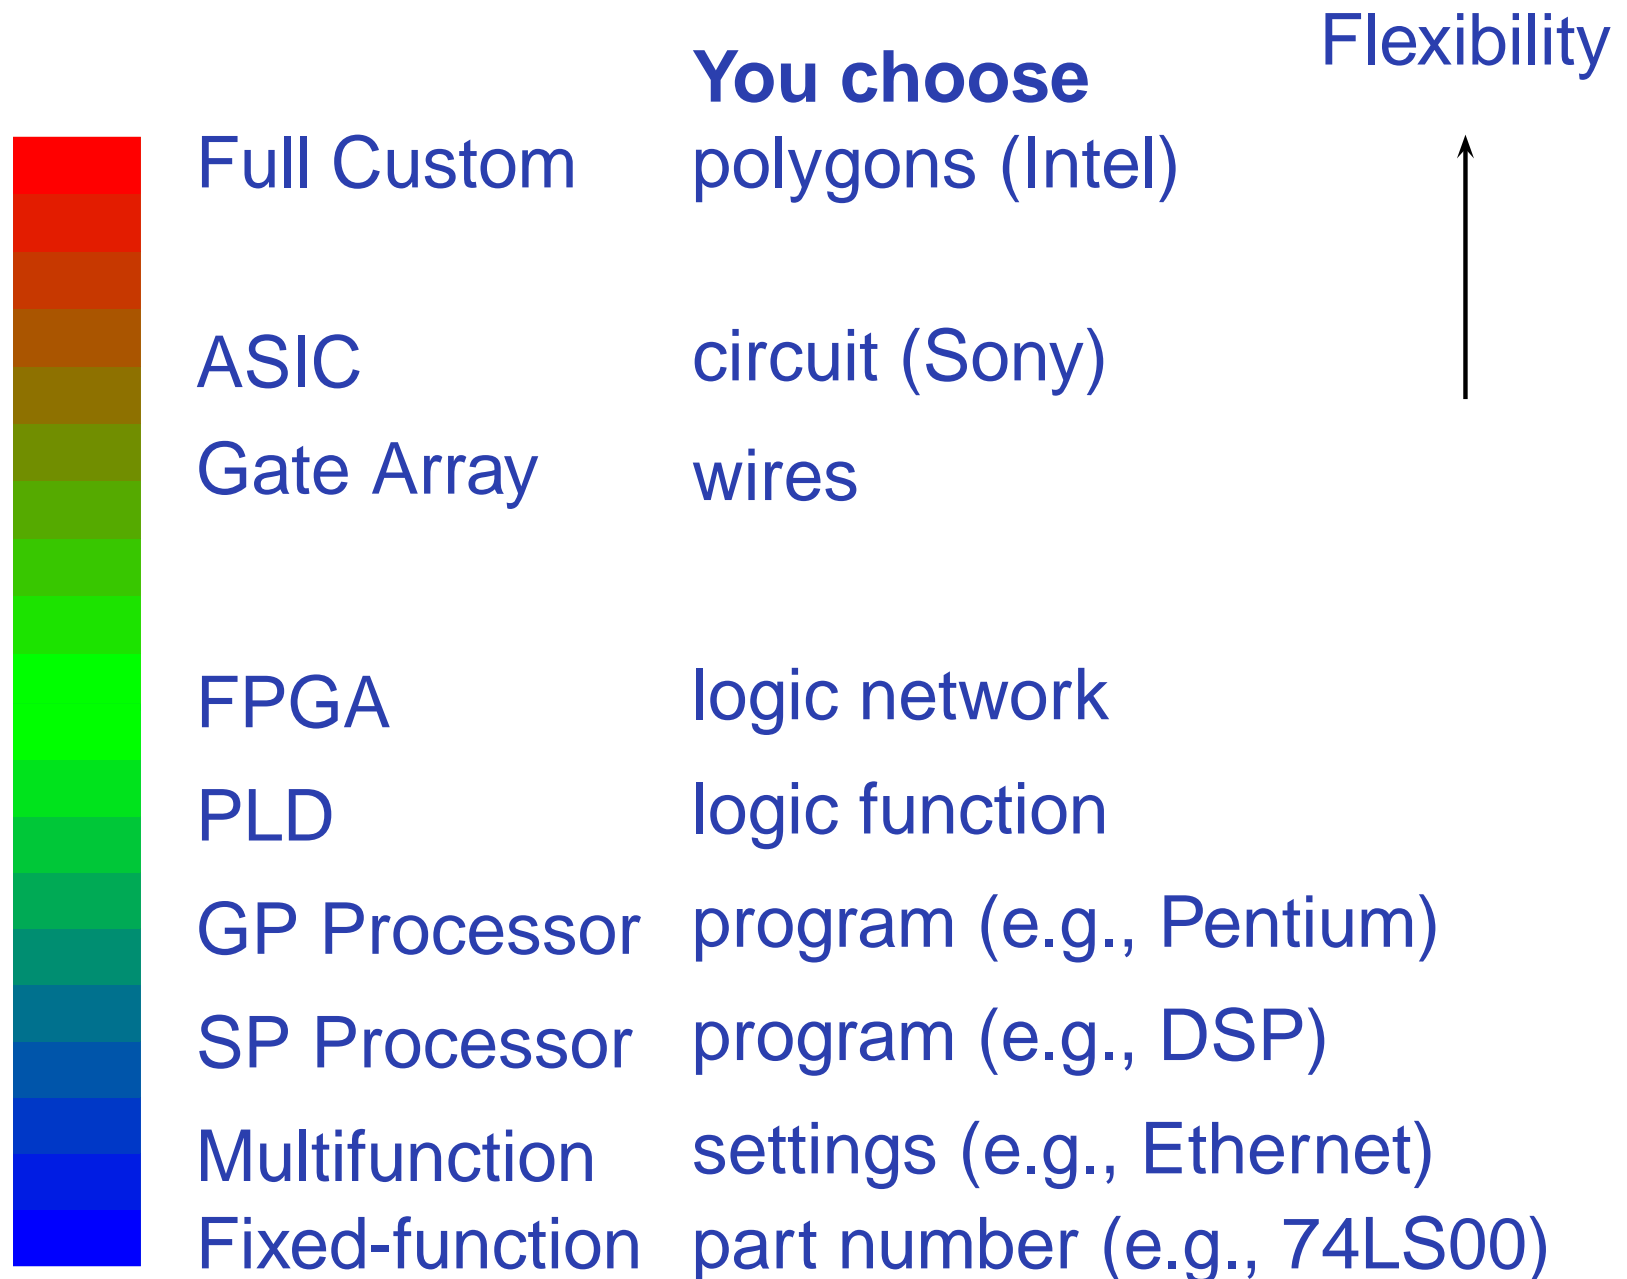 Flexibility
You choose
Full Custom polygons (Intel)
ASIC circuit (Sony)
Gate Array wires
FPGA logic network
PLD logic function
GP Processor program (e.g., Pentium)
SP Processor program (e.g., DSP)
Multifunction settings (e.g., Ethernet)
Fixed-function part number (e.g., 74LS00)